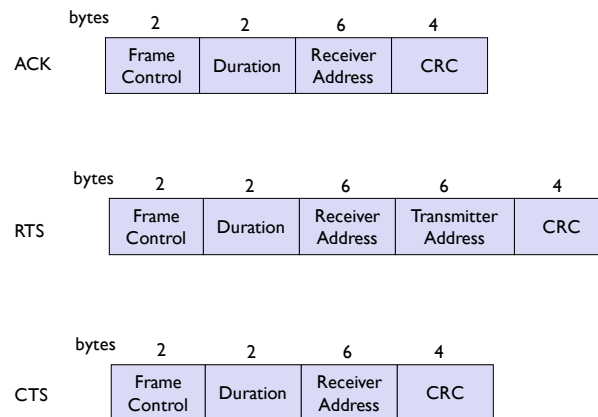 bytes 2 2 6 4
ACK Frame Control Duration Receiver Address CRC
bytes 2 2 6 6 4
RTS Frame Control Duration Receiver Address Transmitter Address CRC
bytes 2 2 6 4
CTS Frame Control Duration Receiver Address CRC